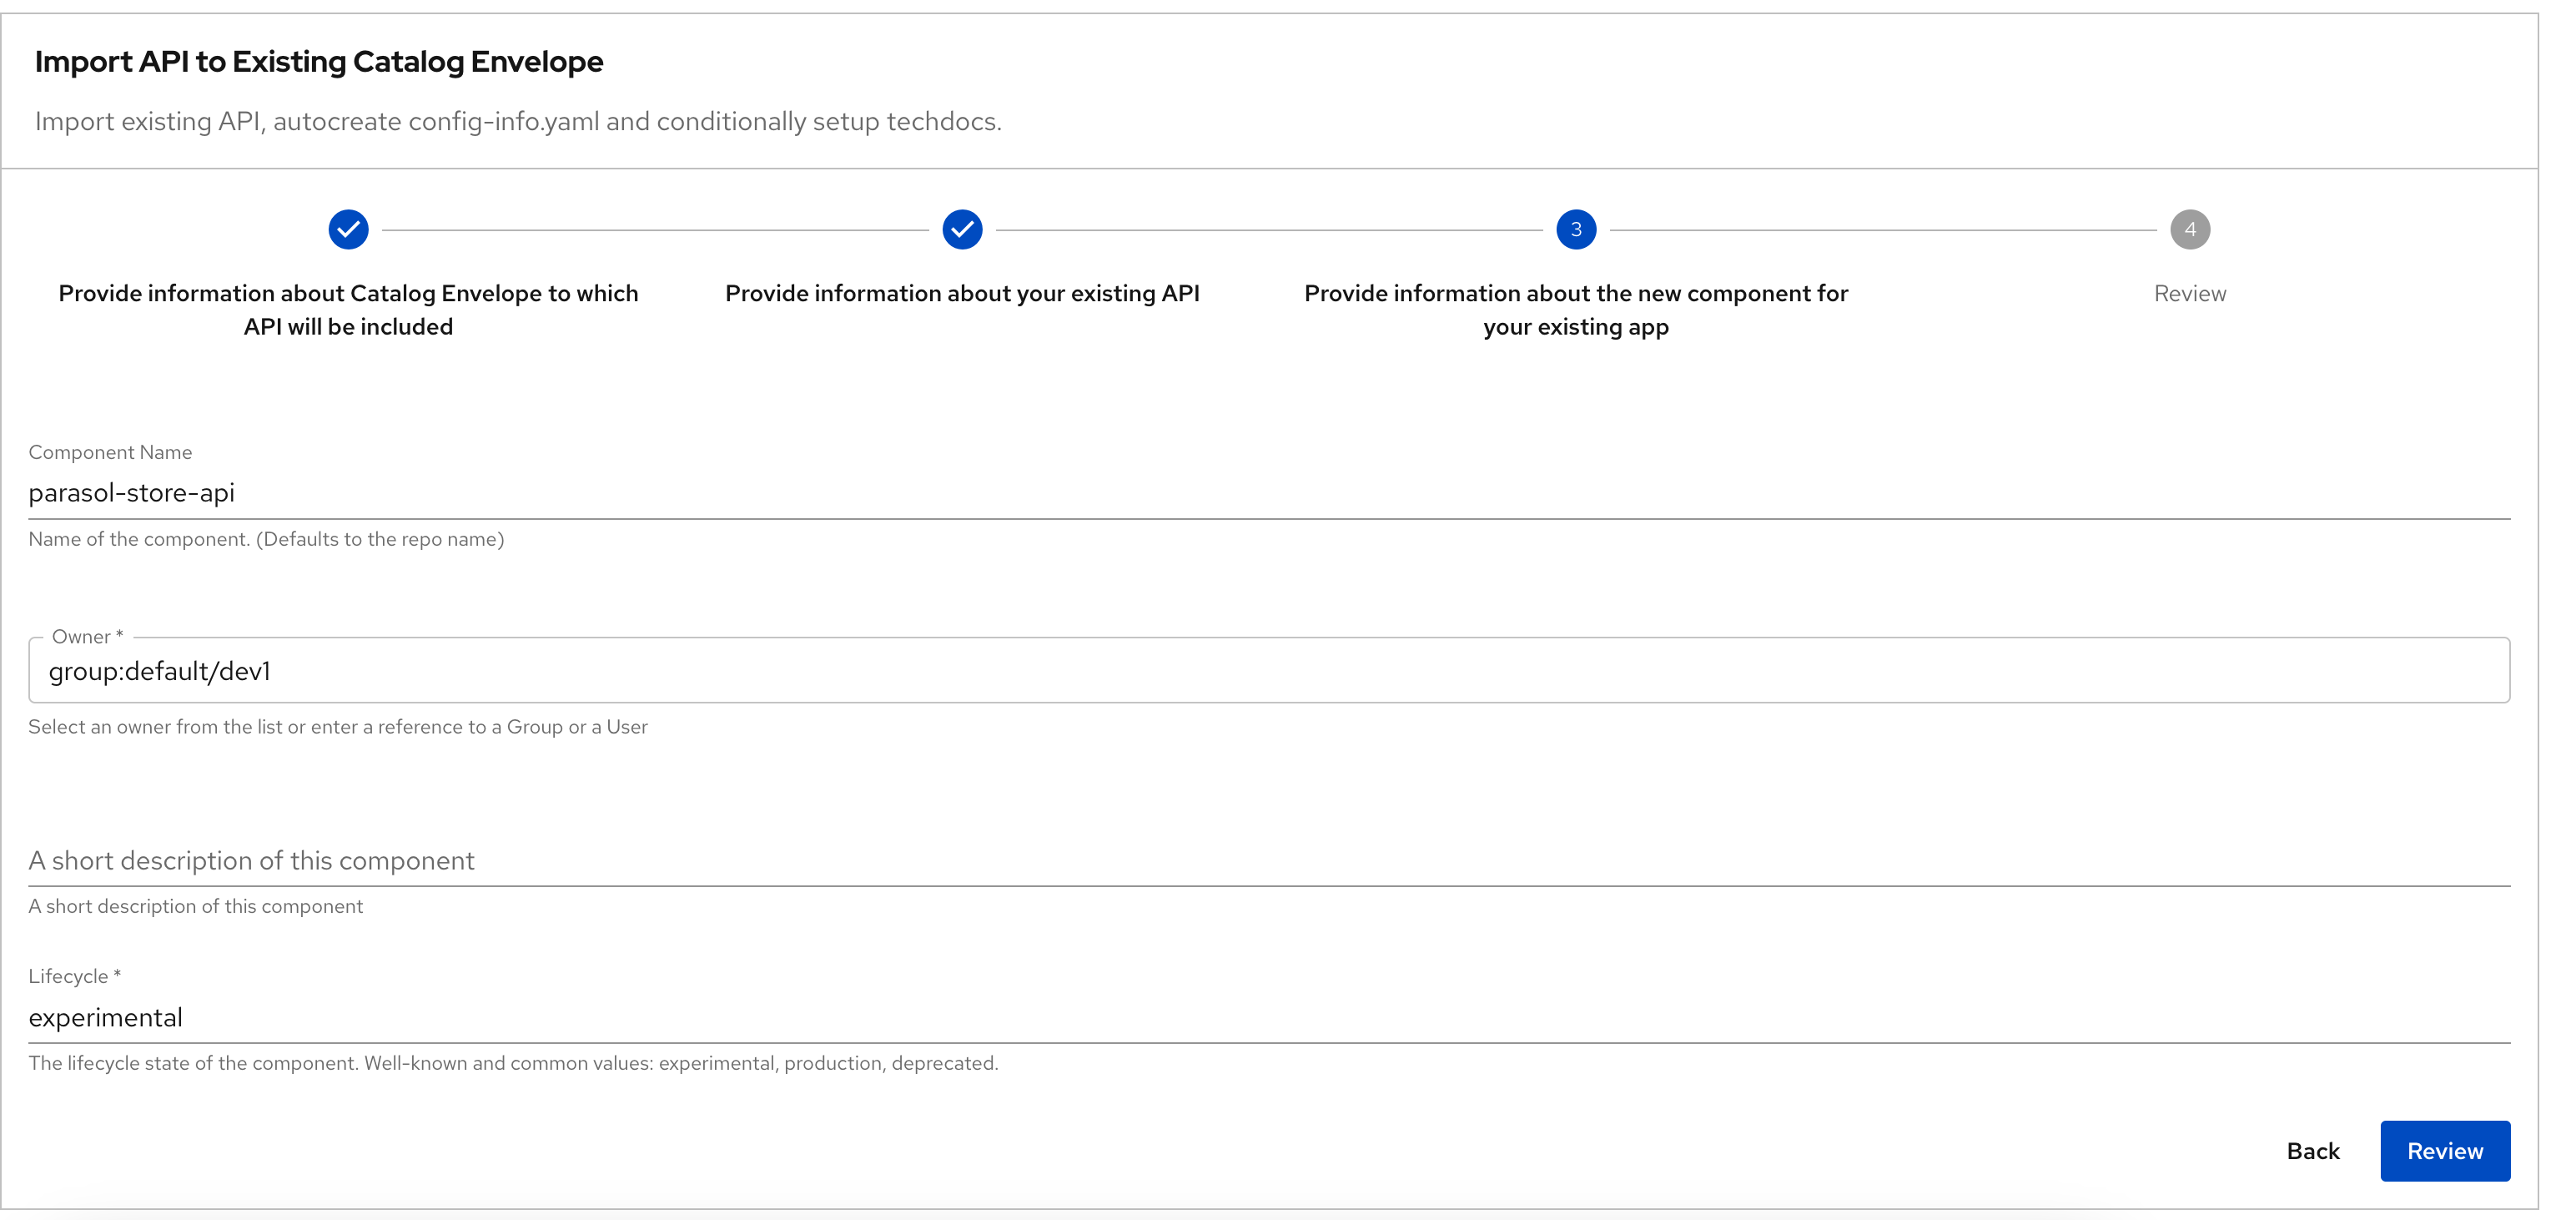 Import API to Existing Catalog Envelope
Import existing API, autocreate config-info.yaml and conditionally setup techdocs.
3
4
Provide information about Catalog Envelope to which
API will be included
Provide information about your existing API
Provide information about the new component for
your existing app
Review
Component Name
parasol-store-api
Name of the component. (Defaults to the repo name)
Owner *
group:default/dev1
Select an owner from the list or enter a reference to a Group or a User
A short description of this component
A short description of this component
Lifecycle *
experimental
The lifecycle state of the component. Well-known and common values: experimental, production, deprecated.
Back
Review